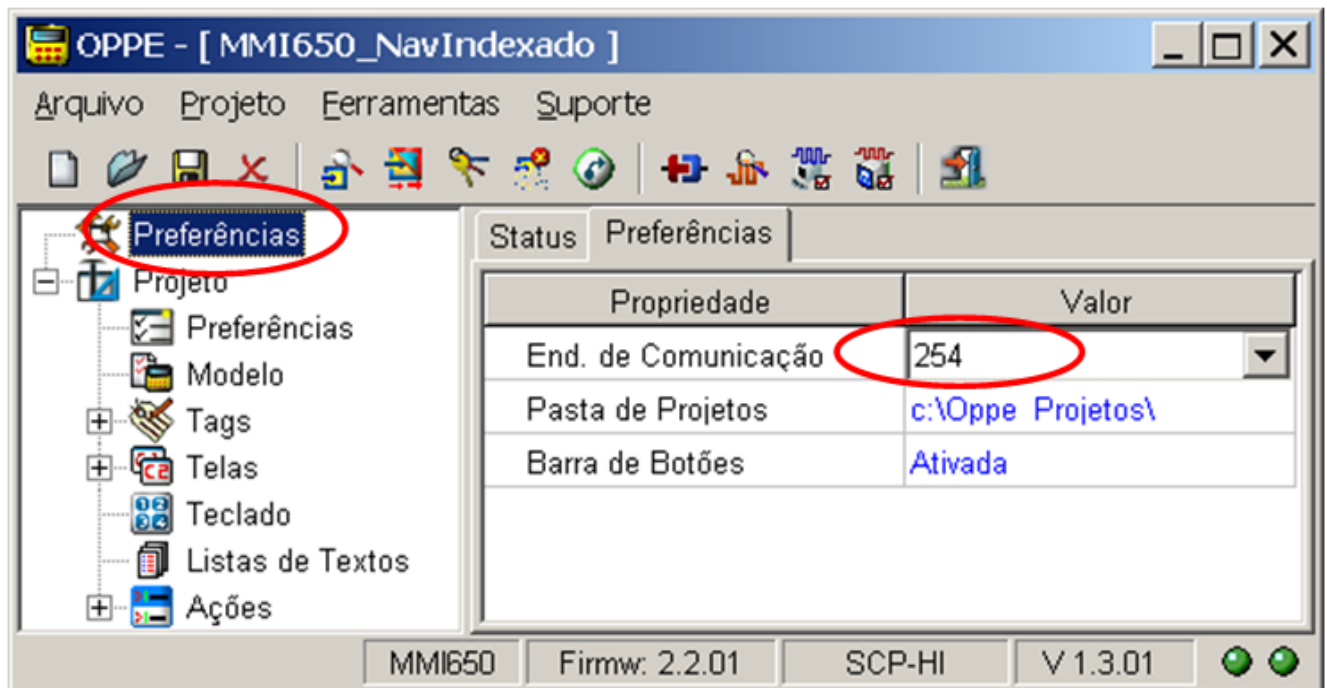 OPPE - [ MMI650_NavIndexado ]
Arquivo Projeto Ferramentas Suporte
Preferências
Projeto
Preferências
Modelo
Tags
Telas
Teclado
Listas de Textos
Ações
Status Preferências
Propriedade Valor
End. de Comunicação 254
Pasta de Projetos c:\Oppe Projetos\
Barra de Botões Ativada
MMI650 Firmw: 2.2.01 SCP-HI V 1.3.01